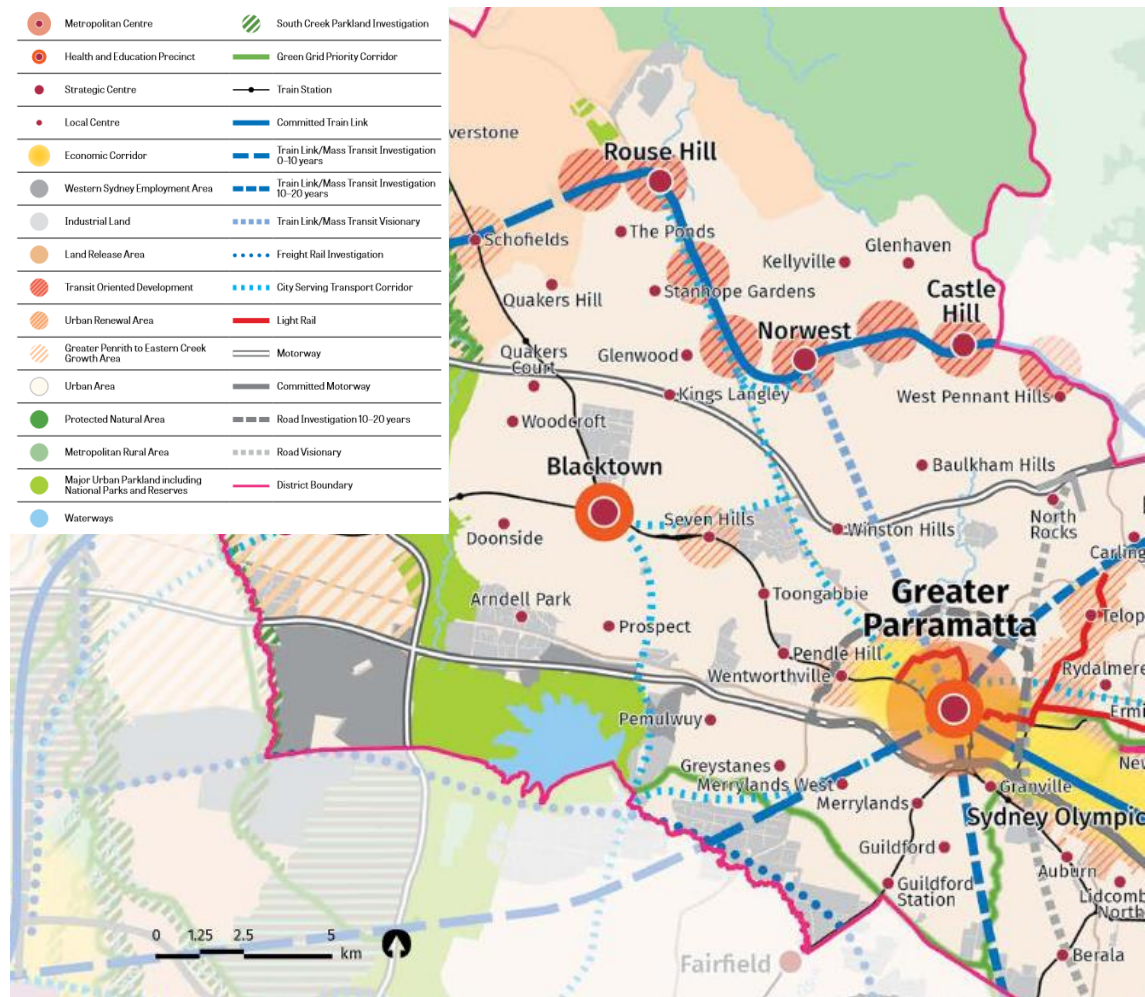 Metropolitan Centre
Health and Education Precinct
Strategic Centre
Local Centre
Economic Corridor
Western Sydney Employment Area
Industrial Land
Land Release Area
Transit Oriented Development
Urban Renewal Area
Greater Penrith to Eastern Creek
Growth Area
Urban Area
Protected Natural Area
Metropolitan Rural Area
Major Urban Parkland including
National Parks and Reserves
Waterways
South Creek Parkland Investigation
Green Grid Priority Corridor
Train Station
Committed Train Link
Train Link/Mass Transit Investigation
0–10 years
Train Link/Mass Transit Investigation
10–20 years
Train Link/Mass Transit Visionary
Freight Rail Investigation
City Serving Transport Corridor
Light Rail
Motorway
Committed Motorway
Road Investigation 10–20 years
Road Visionary
District Boundary
verstone
Rouse Hill
Schofields
The Ponds
Glenhaven
Kellyville
Quakers Hill
Stanhope Gardens
Castle
Hill
Norwest
Quakers
Court
Glenwood
Kings Langley
West Pennant Hills
Woodcroft
Blacktown
Baulkham Hills
Seven Hills
Doonside
Winston Hills
North
Rocks
Carling
Arndell Park
Toongabbie
Greater
Parramatta
Telop
Prospect
Pendle Hill
Wentworthville
Rydalmere
Pemulwuy
Ermi
Greystanes
Merrylands West
New
Merrylands
Granville
Sydney Olympic
Guildford
Auburn
Guildford
Station
Lidcomb
North
Berala
Fairfield
0 1.25 2.5 5
km